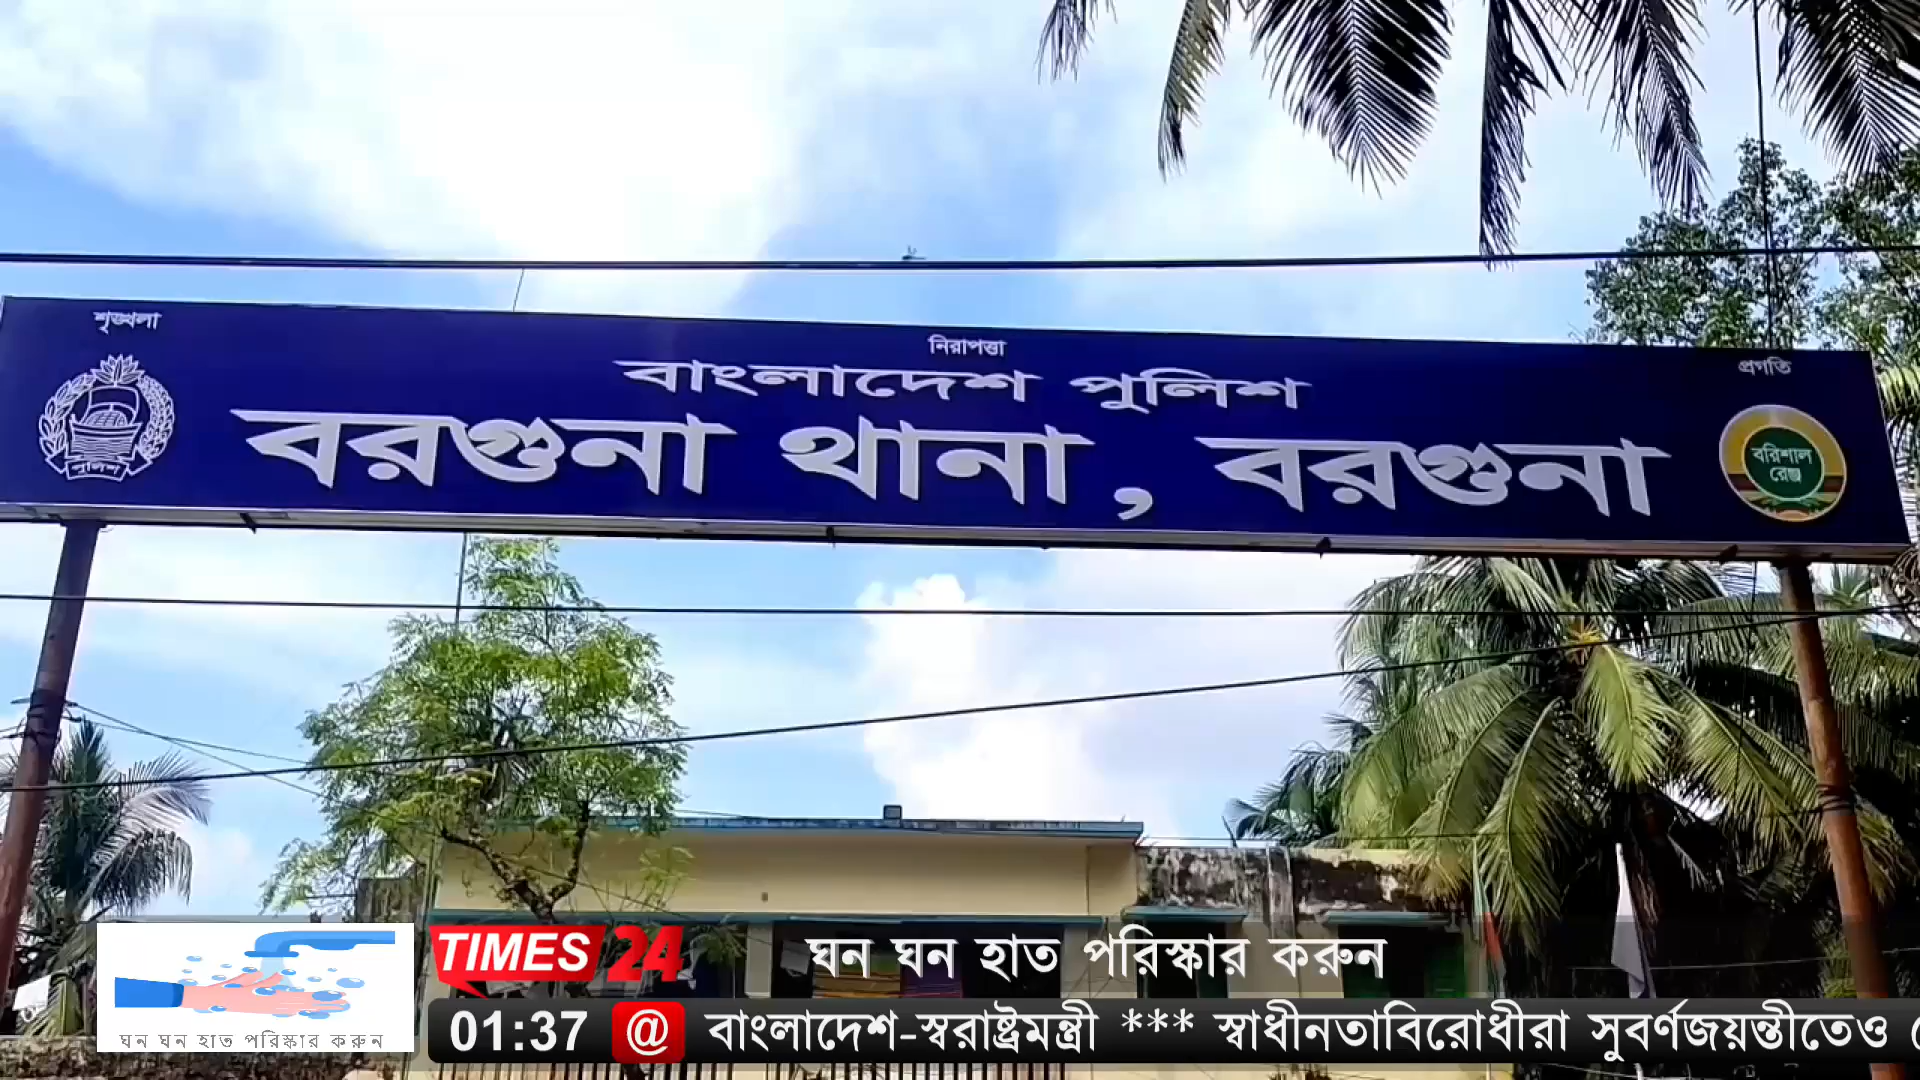 শৃঙ্খলা
নিরাপত্তা
প্রগতি
বাংলাদেশ পুলিশ
বরগুনা থানা, বরগুনা
পুলিশ
বরিশাল
রেঞ্জ
TIMES 24
ঘন ঘন হাত পরিস্কার করুন
ঘন ঘন হাত পরিস্কার করুন
01:37 @ বাংলাদেশ-স্বরাষ্ট্রমন্ত্রী *** স্বাধীনতাবিরোধীরা সুবর্ণজয়ন্তীতেও